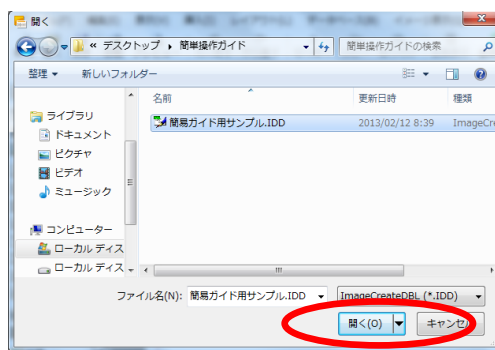 開く
« デスクトップ 簡単操作ガイド
簡単操作ガイドの検索
整理 新しいフォルダー
名前 更新日時 種類
ライブラリ
ドキュメント
ピクチャ
ビデオ
ミュージック
コンピューター
ローカル ディス
ローカル ディス
簡易ガイド用サンプル.IDD 2013/02/12 8:39 ImageCre
ファイル名(N): 簡易ガイド用サンプル.IDD ImageCreateDBL (*.IDD)
開く(O) キャンセ